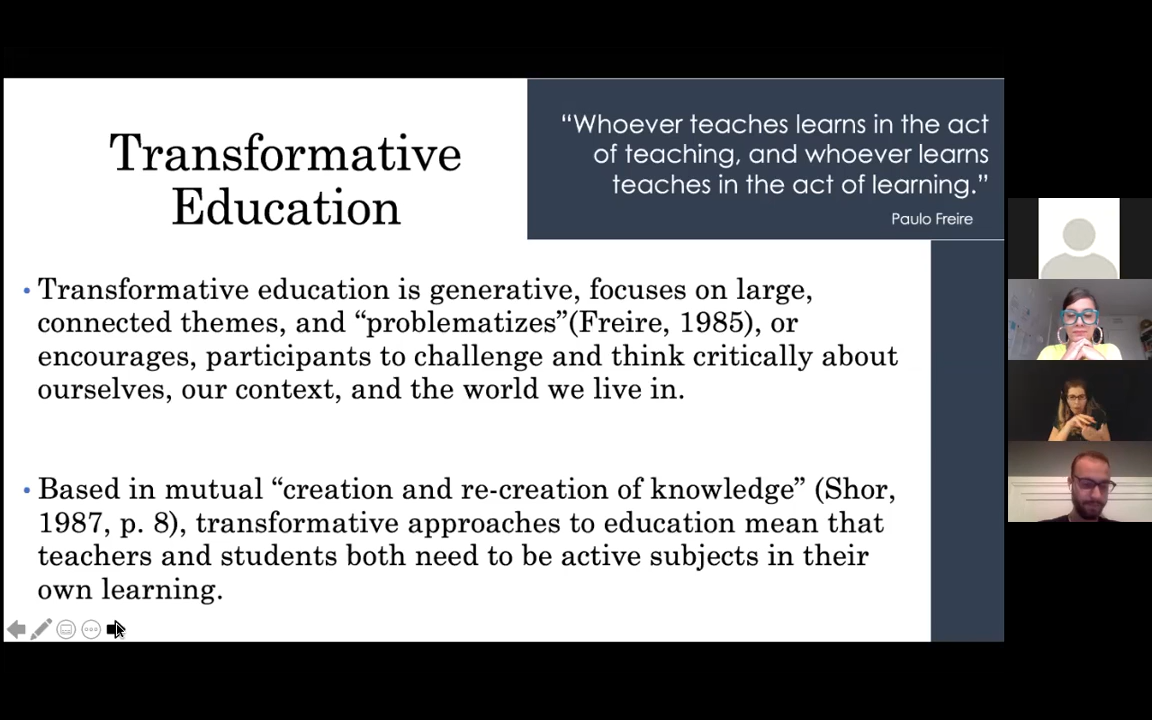 Transformative
Education
“Whoever teaches learns in the act
of teaching, and whoever learns
teaches in the act of learning.”
Paulo Freire
• Transformative education is generative, focuses on large,
connected themes, and “problematizes”(Freire, 1985), or
encourages, participants to challenge and think critically about
ourselves, our context, and the world we live in.
• Based in mutual “creation and re-creation of knowledge” (Shor,
1987, p. 8), transformative approaches to education mean that
teachers and students both need to be active subjects in their
own learning.